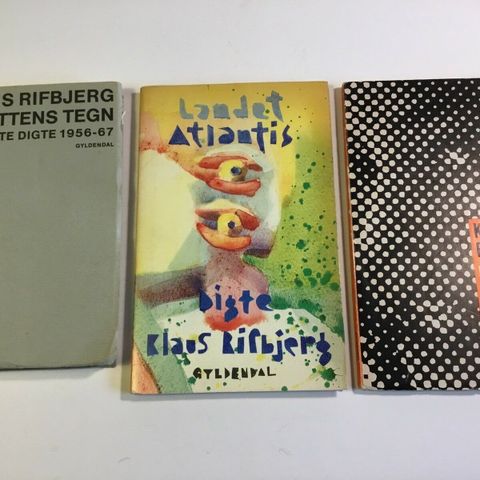 S RIFBJERG
TTENS TEGN
TE DIGTE 1956-67
GYLDENDAL
Landet
Atlantis
Digte
Klaus Rifbjerg
GYLDENDAL
K